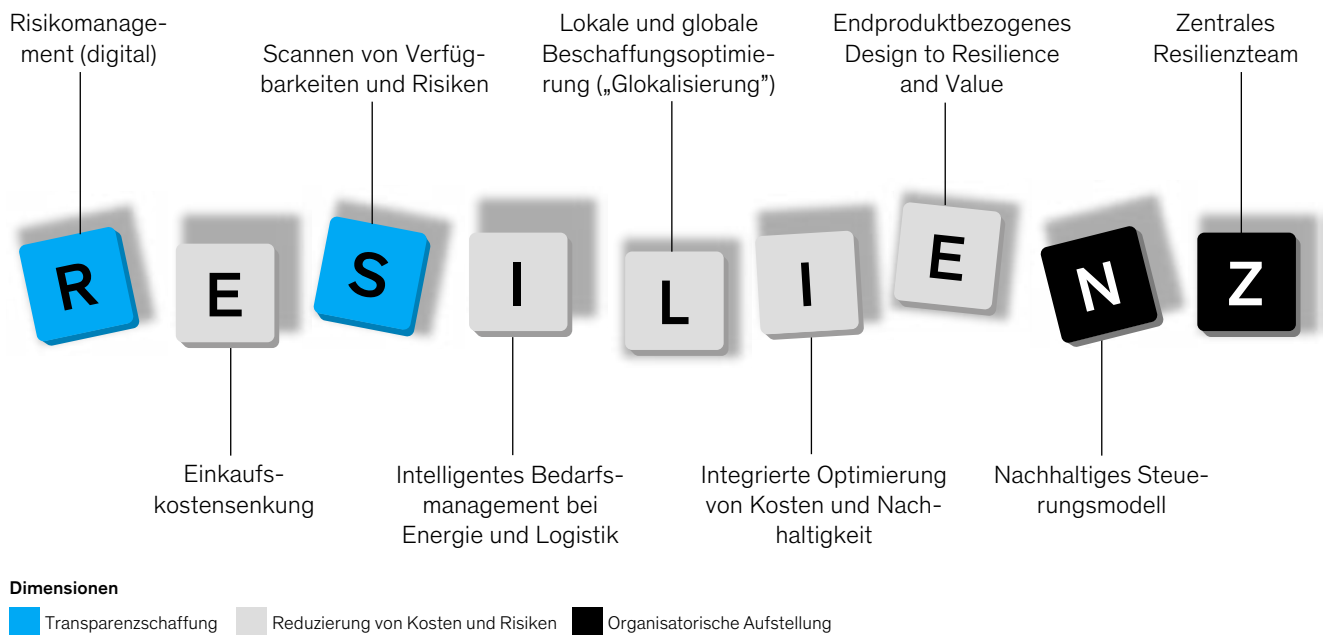 Risikomanage-
ment (digital)
Scannen von Verfüg-
barkeiten und Risiken
Lokale und globale
Beschaffungsoptimie-
rung („Glokalisierung”)
Endproduktbezogenes
Design to Resilience
and Value
Zentrales
Resilienzteam
R E S I L I E N Z
Einkaufs-
kostensenkung
Intelligentes Bedarfs-
management bei
Energie und Logistik
Integrierte Optimierung
von Kosten und Nach-
haltigkeit
Nachhaltiges Steue-
rungsmodell
Dimensionen
Transparenzschaffung Reduzierung von Kosten und Risiken Organisatorische Aufstellung